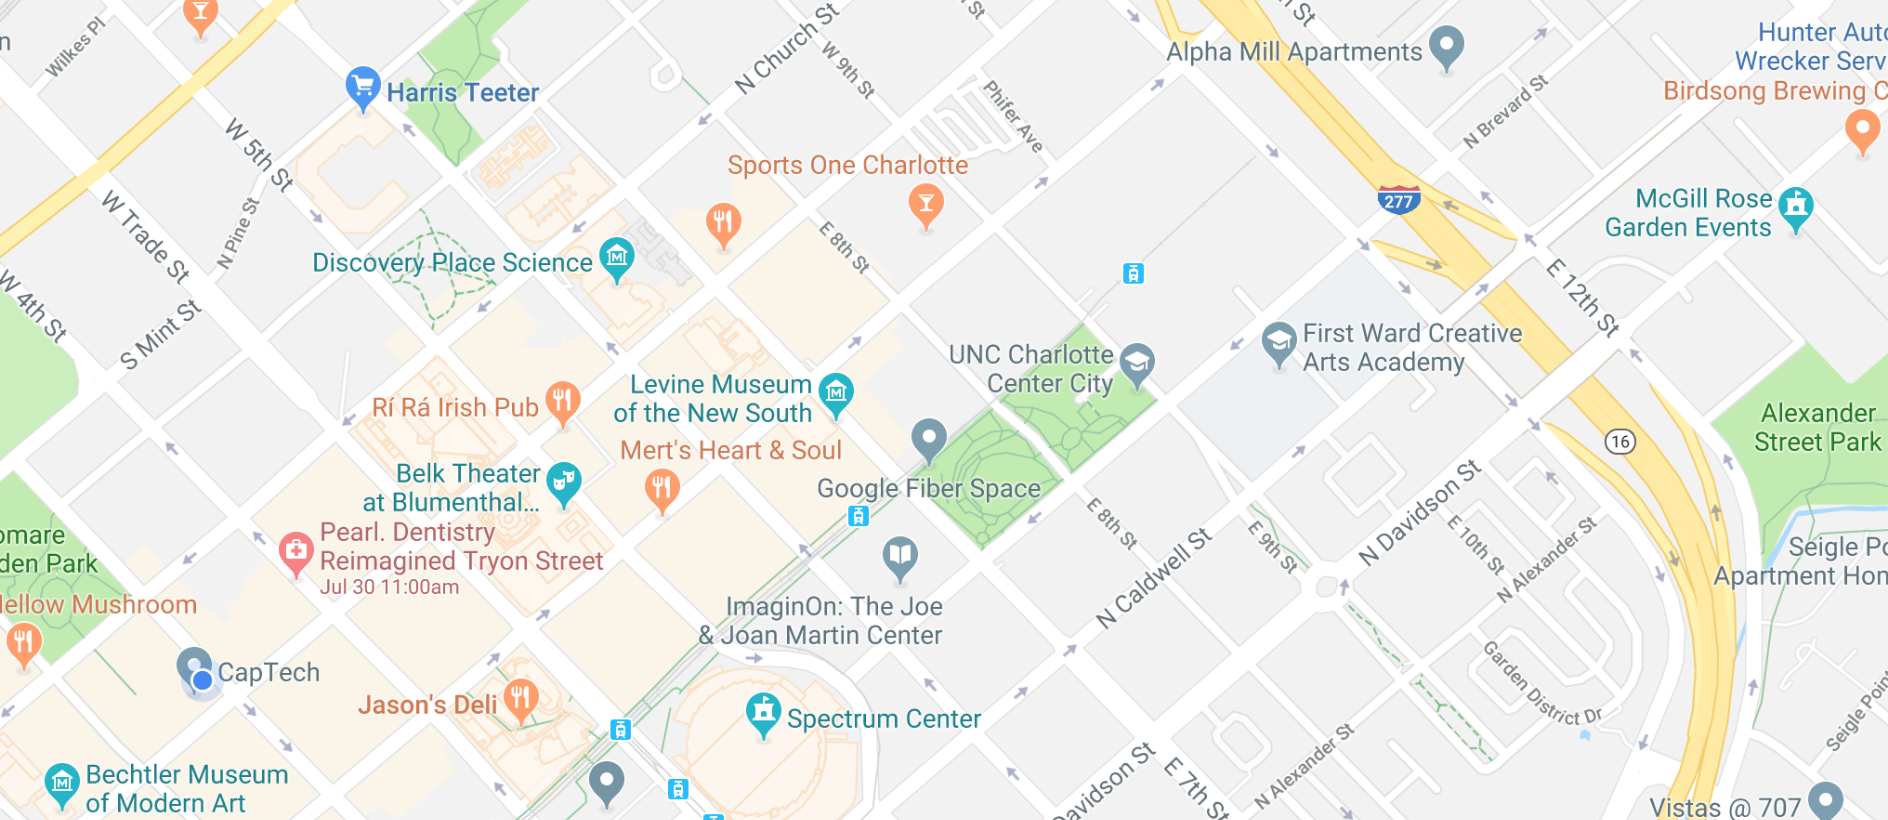 Wilkes Pl
n
Harris Teeter
N Church St
W 9th St
St
St
Alpha Mill Apartments
Hunter Auto
Wrecker Serv
Birdsong Brewing C
N Brevard St
Phifer Ave
W 5th St
Sports One Charlotte
277
McGill Rose
Garden Events
W Trade St
N Pine St
Discovery Place Science
E 8th St
E 12th St
W 4th St
S Mint St
UNC Charlotte
Center City
First Ward Creative
Arts Academy
Levine Museum
of the New South
Rí Rá Irish Pub
Mert's Heart & Soul
Alexander
Street Park
16
Belk Theater
at Blumenthal...
Google Fiber Space
E 8th St
N Davidson St
omare
den Park
Pearl. Dentistry
Reimagined Tryon Street
Jul 30 11:00am
E 9th St
E 10th St
N Alexander St
N Caldwell St
Seigle Po
Apartment Hon
ellow Mushroom
ImaginOn: The Joe
& Joan Martin Center
CapTech
Garden District Dr
Seigle Point
Jason's Deli
Spectrum Center
N Alexander St
Davidson St
E 7th St
Bechtler Museum
of Modern Art
Vistas @ 707